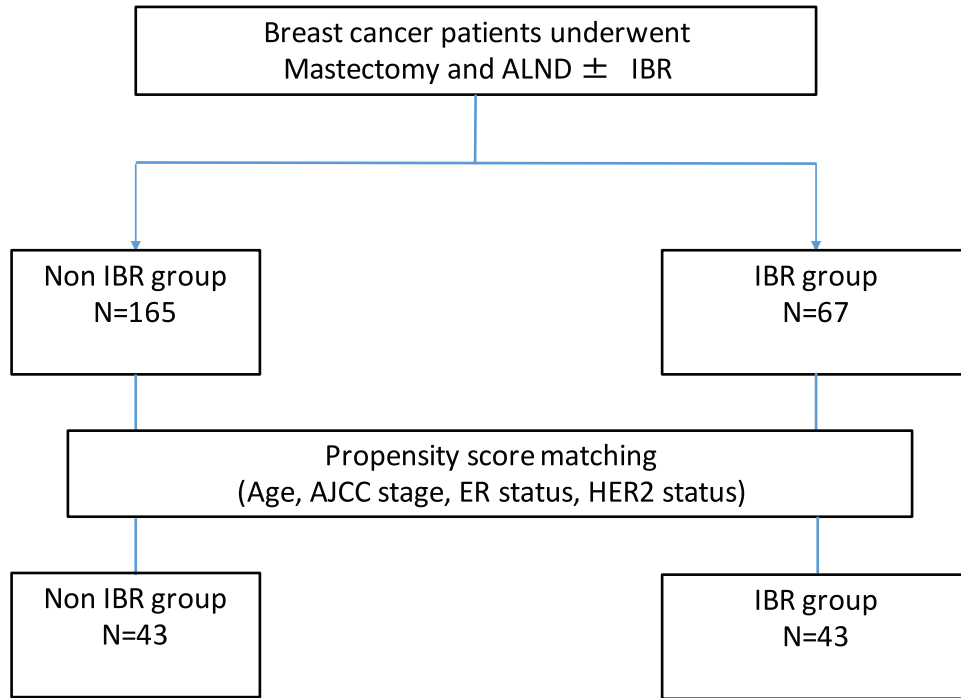 Breast cancer patients underwent
Mastectomy and ALND ± IBR
Non IBR group
N=165
IBR group
N=67
Propensity score matching
(Age, AJCC stage, ER status, HER2 status)
Non IBR group
N=43
IBR group
N=43